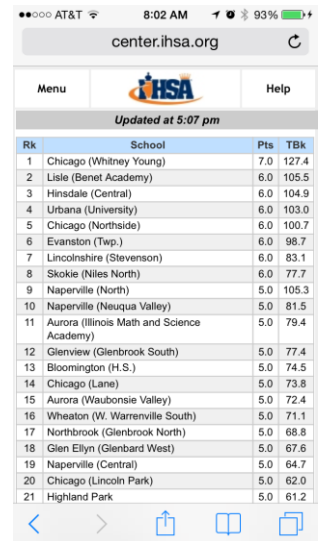 AT&T 8:02 AM 93%
center.ihsa.org
Menu IHSA Help
Updated at 5:07 pm
Rk School Pts TBk
1 Chicago (Whitney Young) 7.0 127.4
2 Lisle (Benet Academy) 6.0 105.5
3 Hinsdale (Central) 6.0 104.9
4 Urbana (University) 6.0 103.0
5 Chicago (Northside) 6.0 100.7
6 Evanston (Twp.) 6.0 98.7
7 Lincolnshire (Stevenson) 6.0 83.1
8 Skokie (Niles North) 6.0 77.7
9 Naperville (North) 5.0 105.3
10 Naperville (Neuqua Valley) 5.0 81.5
11 Aurora (Illinois Math and Science 5.0 79.4
Academy)
12 Glenview (Glenbrook South) 5.0 77.4
13 Bloomington (H.S.) 5.0 74.5
14 Chicago (Lane) 5.0 73.8
15 Aurora (Waubonsie Valley) 5.0 72.4
16 Wheaton (W. Warrenville South) 5.0 71.1
17 Northbrook (Glenbrook North) 5.0 68.8
18 Glen Ellyn (Glenbard West) 5.0 67.6
19 Naperville (Central) 5.0 64.7
20 Chicago (Lincoln Park) 5.0 62.0
21 Highland Park 5.0 61.2